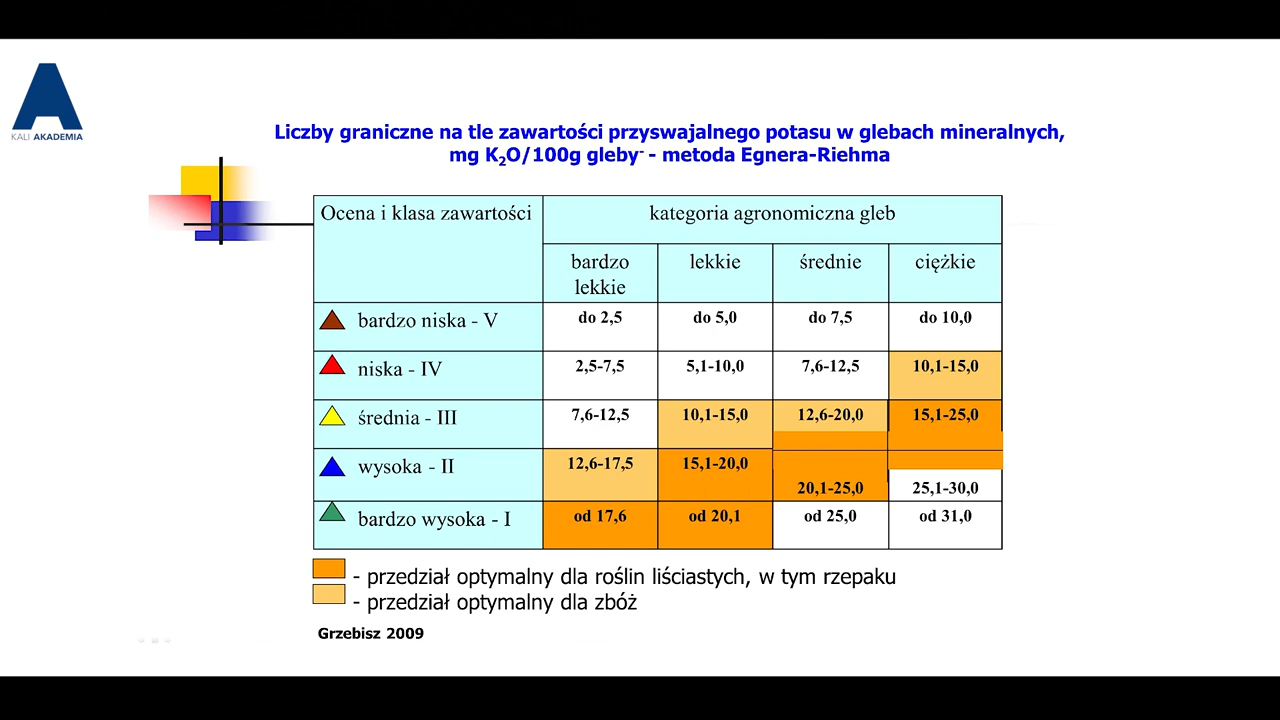 KALI AKADEMIA
Liczby graniczne na tle zawartości przyswajalnego potasu w glebach mineralnych,
mg K2O/100g gleby- - metoda Egnera-Riehma
Ocena i klasa zawartości
kategoria agronomiczna gleb
bardzo
lekkie
lekkie
średnie
ciężkie
bardzo niska - V
do 2,5
do 5,0
do 7,5
do 10,0
niska - IV
2,5-7,5
5,1-10,0
7,6-12,5
10,1-15,0
średnia - III
7,6-12,5
10,1-15,0
12,6-20,0
15,1-25,0
wysoka - II
12,6-17,5
15,1-20,0
20,1-25,0
25,1-30,0
bardzo wysoka - I
od 17,6
od 20,1
od 25,0
od 31,0
- przedział optymalny dla roślin liściastych, w tym rzepaku
- przedział optymalny dla zbóż
Grzebisz 2009